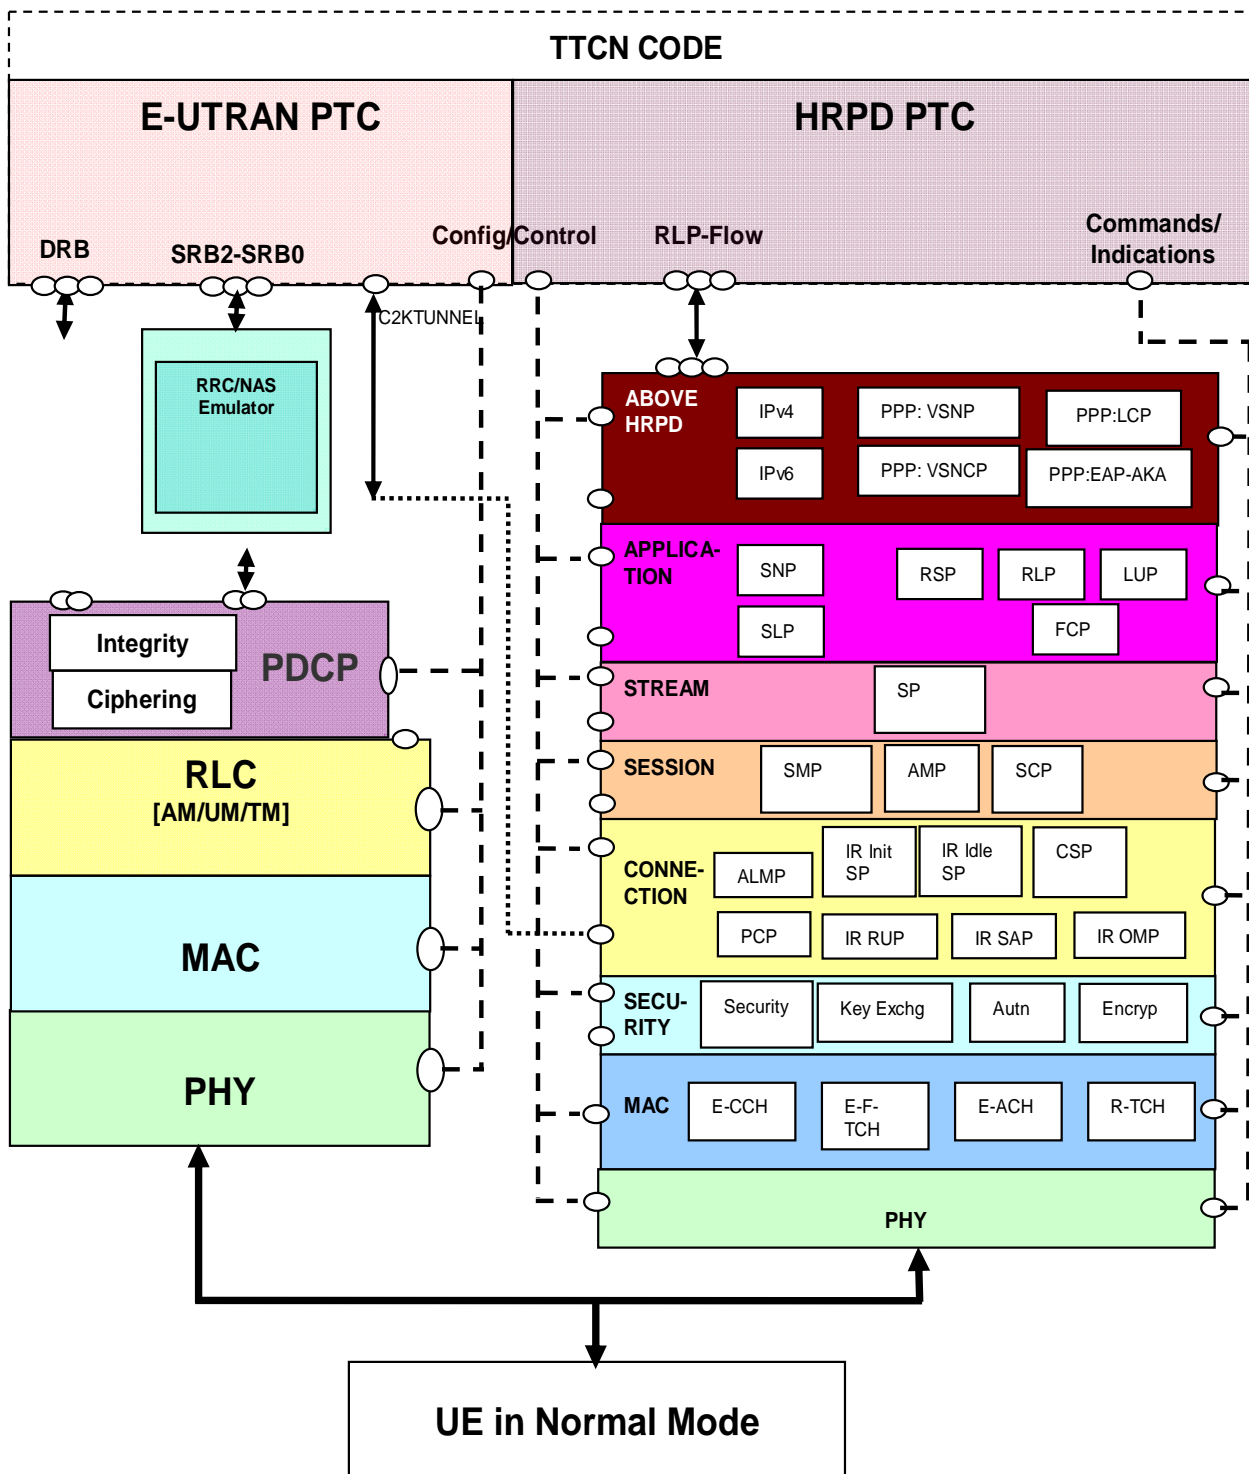 TTCN CODE
E-UTRAN PTC
HRPD PTC
DRB
SRB2-SRB0
Config/Control
RLP-Flow
Commands/
Indications
C2KTUNNEL
RRC/NAS
Emulator
Integrity
Ciphering
PDCP
RLC
[AM/UM/TM]
MAC
PHY
ABOVE
HRPD
IPv4
PPP: VSNP
PPP:LCP
IPv6
PPP: VSNCP
PPP:EAP-AKA
APPLICA-
TION
SNP
RSP
RLP
LUP
SLP
FCP
STREAM
SP
SESSION
SMP
AMP
SCP
CONNE-
CTION
ALMP
IR Init
SP
IR Idle
SP
CSP
PCP
IR RUP
IR SAP
IR OMP
SECU-
RITY
Security
Key Exchg
Autn
Encryp
MAC
E-CCH
E-F-
TCH
E-ACH
R-TCH
PHY
UE in Normal Mode